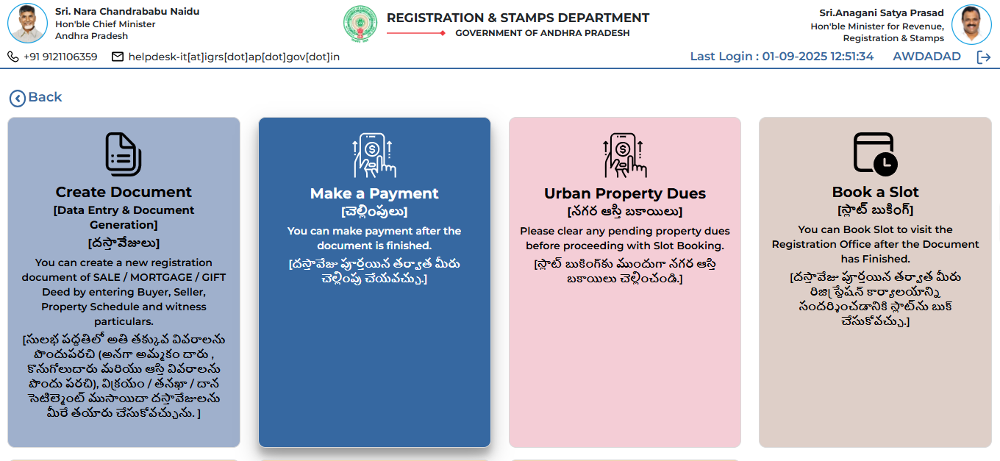 Sri. Nara Chandrababu Naidu
Hon'ble Chief Minister
Andhra Pradesh
REGISTRATION & STAMPS DEPARTMENT
GOVERNMENT OF ANDHRA PRADESH
Sri.Anagani Satya Prasad
Hon'ble Minister for Revenue,
Registration & Stamps
+91 9121106359
helpdesk-it[at]igrs[dot]ap[dot]gov[dot]in
Last Login : 01-09-2025 12:51:34
AWDADAD
Back
Create Document
[Data Entry & Document
Generation]
[దస్తావేజులు]
You can create a new registration
document of SALE / MORTGAGE / GIFT
Deed by entering Buyer, Seller,
Property Schedule and witness
particulars.
[సులభ పద్దతిలో అతి తక్కువ వివరాలను
పొందుపరచి (అనగా అమ్మకం దారు ,
కొనుగోలుదారు మరియు ఆస్తి వివరాలను
పొందు పరచి), విక్రయం / తనఖా / దాన
సెటిల్మెంట్ ముసాయిదా దస్తావేజులను
మీరే తయారు చేసుకోవచ్చును. ]
Make a Payment
[చెల్లింపులు]
You can make payment after the
document is finished.
[దస్తావేజు పూర్తయిన తర్వాత మీరు
చెల్లింపు చేయవచ్చు.]
Urban Property Dues
[నగర ఆస్తి బకాయిలు]
Please clear any pending property dues
before proceeding with Slot Booking.
[స్లాట్ బుకింగ్‌కు ముందుగా నగర ఆస్తి
బకాయిలు చెల్లించండి.]
Book a Slot
[స్లాట్ బుకింగ్]
You can Book Slot to visit the
Registration Office after the Document
has Finished.
[దస్తావేజు పూర్తయిన తర్వాత మీరు
రిజిస్ట్రేషన్ కార్యాలయాన్ని
సందర్శించడానికి స్లాట్‌ను బుక్
చేసుకోవచ్చు.]